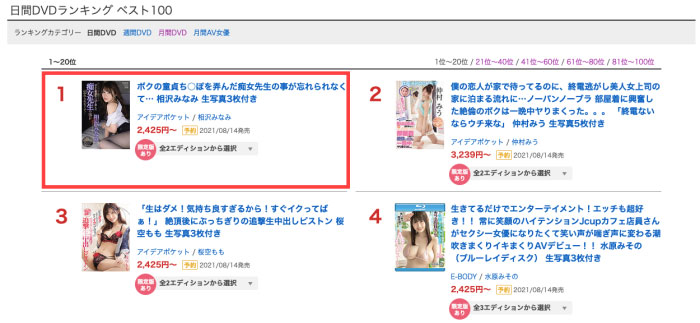 日間DVDランキング ベスト100
ランキングカテゴリー 日間DVD 週間DVD 月間DVD 月間AV女優
1〜20位
1位〜20位 / 21位〜40位 / 41位〜60位 / 61位〜80位 / 81位〜100位
1
ボクの童貞ち○ぽを弄んだ痴女先生の事が忘れられなく
て… 相沢みなみ 生写真3枚付き
アイデアポケット / 相沢みなみ
2,425円〜 予約 2021/08/14発売
限定版
あり
全2エディションから選択
2
仲村みう
僕の恋人が家で待ってるのに、終電逃がし美人女上司の
家に泊まる流れに…ノーパンノーブラ 部屋着に興奮し
た絶倫のボクは一晩中ヤりまくった。。。 「終電ない
ならウチ来な」 仲村みう 生写真5枚付き
アイデアポケット / 仲村みう
3,239円〜 予約 2021/08/14発売
限定版
あり
全2エディションから選択
3
「生はダメ！気持ち良すぎるから！すぐイクってば
ぁ！」 絶頂後にぶっちぎりの追撃生中出しピストン 桜
空もも 生写真3枚付き
アイデアポケット / 桜空もも
2,425円〜 予約 2021/08/14発売
限定版
あり
全2エディションから選択
4
生きてるだけでエンターテイメント！エッチも超好
き！！ 常に笑顔のハイテンションJcupカフェ店員さん
がセクシー女優になりたくて笑い声が喘ぎ声に変わる潮
吹きまくりイキまくりAVデビュー！！ 水原みその
（ブルーレイディスク） 生写真3枚付き
E-BODY / 水原みその
2,425円〜 予約 2021/08/14発売
限定版
あり
全3エディションから選択